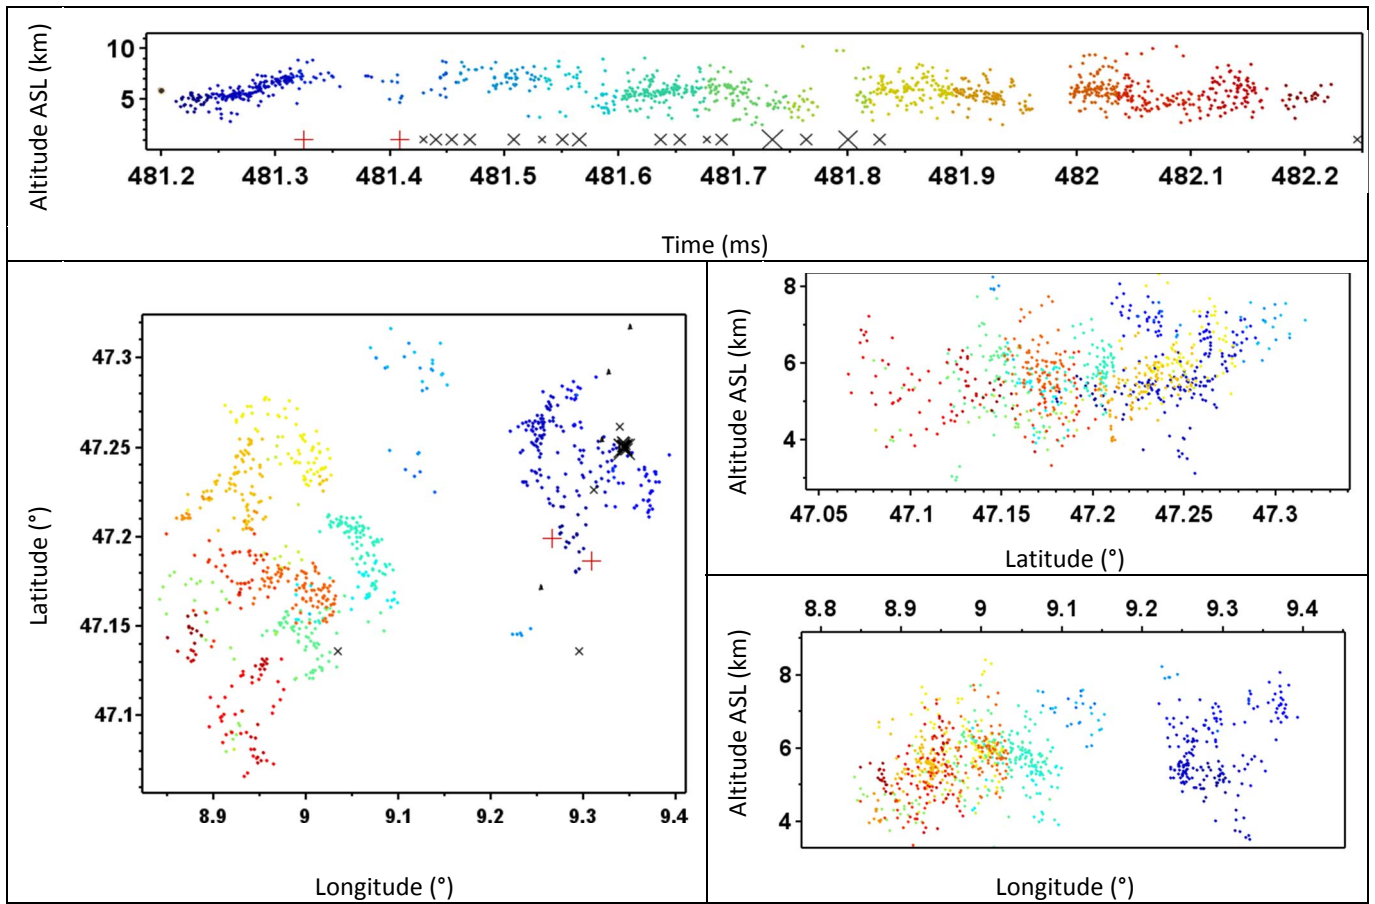 Altitude ASL (km)
10
5
481.2 481.3 481.4 481.5 481.6 481.7 481.8 481.9 482 482.1 482.2
Time (ms)
Latitude (°)
47.3
47.25
47.2
47.15
47.1
8.9 9 9.1 9.2 9.3 9.4
Longitude (°)
Altitude ASL (km)
8
6
4
47.05 47.1 47.15 47.2 47.25 47.3
Latitude (°)
8.8 8.9 9 9.1 9.2 9.3 9.4
Altitude ASL (km)
8
6
4
Longitude (°)